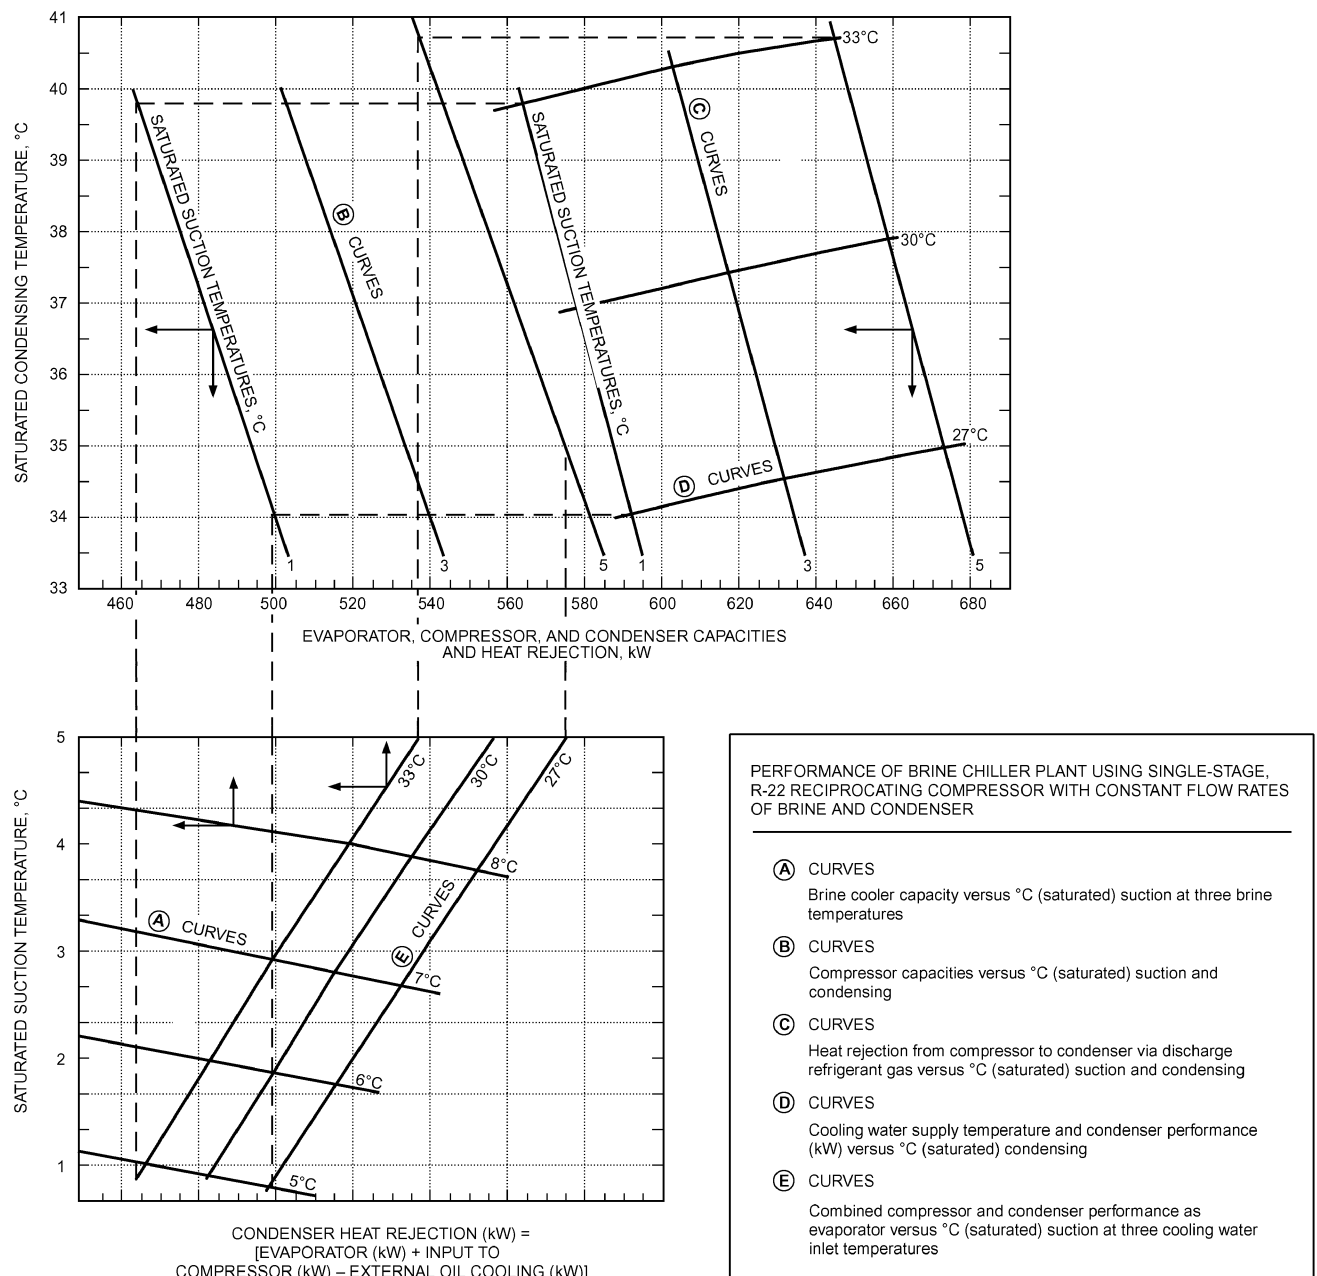 41
40
39
38
37
36
35
34
33
SATURATED CONDENSING TEMPERATURE, °C
SATURATED SUCTION TEMPERATURES, °C
B CURVES
SATURATED SUCTION TEMPERATURES, °C
C CURVES
D CURVES
33°C
30°C
27°C
1 3 5 1 3 5
460 480 500 520 540 560 580 600 620 640 660 680
EVAPORATOR, COMPRESSOR, AND CONDENSER CAPACITIES
AND HEAT REJECTION, kW
5
4
3
2
1
SATURATED SUCTION TEMPERATURE, °C
33°C
30°C
27°C
A CURVES
E CURVES
8°C
7°C
6°C
5°C
CONDENSER HEAT REJECTION (kW) =
[EVAPORATOR (kW) + INPUT TO
COMPRESSOR (kW) – EXTERNAL OIL COOLING (kW)]
PERFORMANCE OF BRINE CHILLER PLANT USING SINGLE-STAGE,
R-22 RECIPROCATING COMPRESSOR WITH CONSTANT FLOW RATES
OF BRINE AND CONDENSER
A CURVES
Brine cooler capacity versus °C (saturated) suction at three brine
temperatures
B CURVES
Compressor capacities versus °C (saturated) suction and
condensing
C CURVES
Heat rejection from compressor to condenser via discharge
refrigerant gas versus °C (saturated) suction and condensing
D CURVES
Cooling water supply temperature and condenser performance
(kW) versus °C (saturated) condensing
E CURVES
Combined compressor and condenser performance as
evaporator versus °C (saturated) suction at three cooling water
inlet temperatures